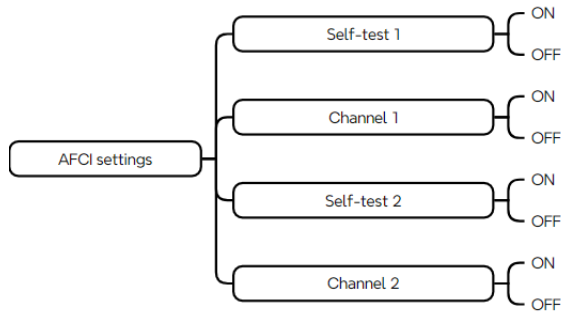 AFCI settings
Self-test 1
ON
OFF
Channel 1
ON
OFF
Self-test 2
ON
OFF
Channel 2
ON
OFF